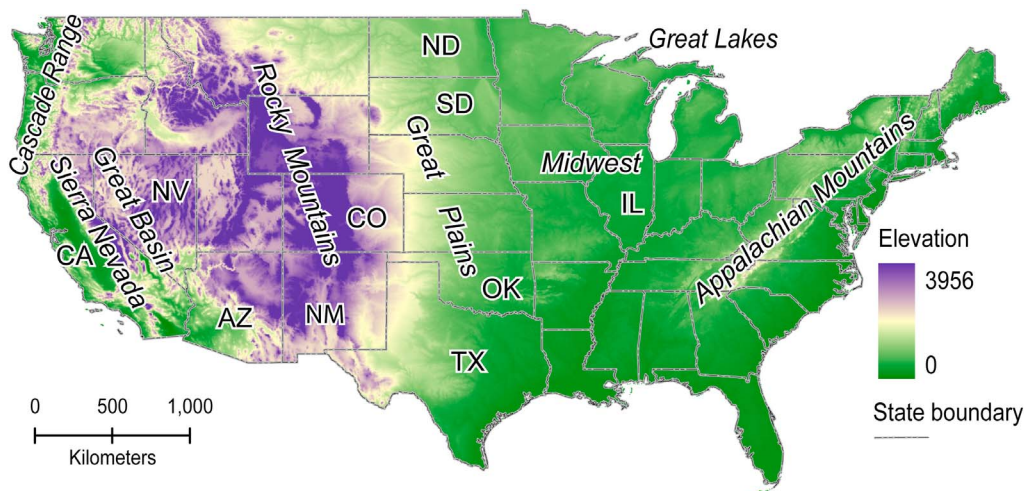 Great Lakes
Cascade Range
ND
Rocky
Mountains
SD
Great
Plains
Midwest
Appalachian Mountains
Sierra Nevada
Great Basin
NV
CO
IL
CA
AZ
NM
OK
TX
Elevation
3956
0
State boundary
0 500 1,000
Kilometers